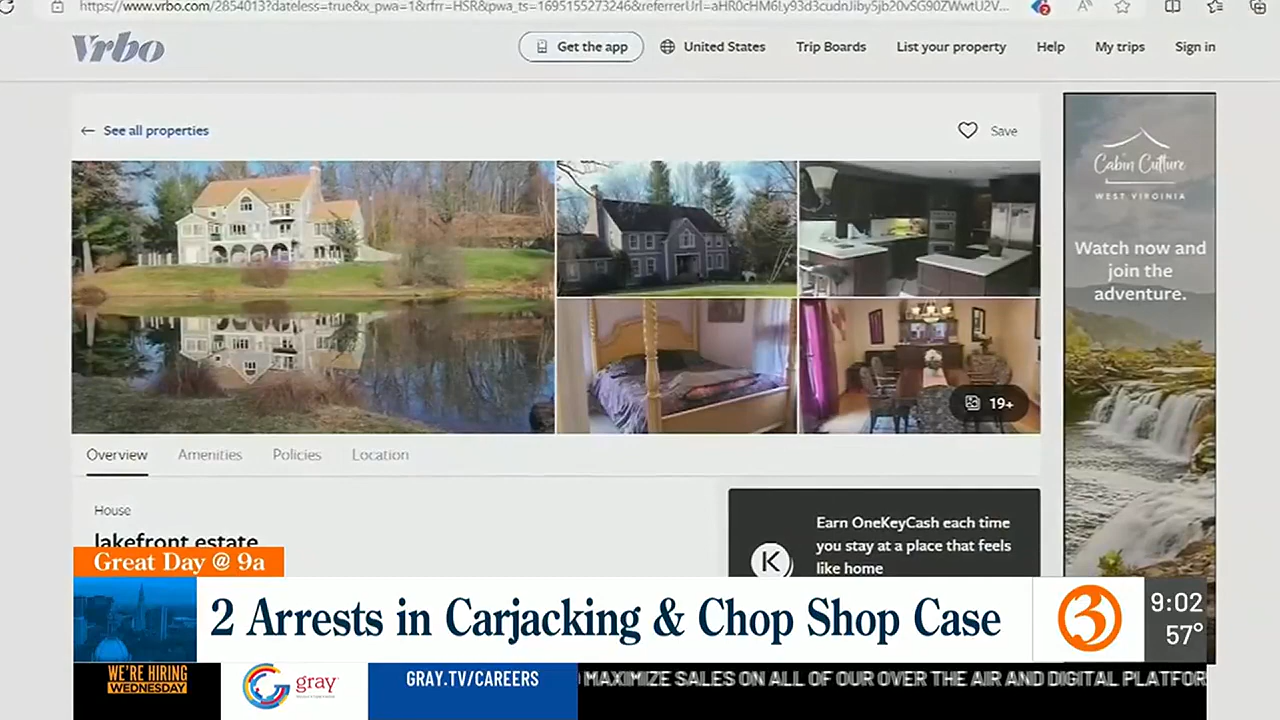 https://www.vrbo.com/2854013?dateless=true&x_pwa=1&rfrr=HSR&pwa_ts=1695155273246&referrerUrl=aHR0cHM6Ly93d3cudnJiby5jb20vSG90ZWwtU2V...
Vrbo
Get the app
United States
Trip Boards
List your property
Help
My trips
Sign in
See all properties
Save
Cabin Culture
WEST VIRGINIA
Watch now and
join the
adventure.
19+
Overview
Amenities
Policies
Location
House
lakefront estate
Earn OneKeyCash each time
you stay at a place that feels
like home
K
Great Day @ 9a
2 Arrests in Carjacking & Chop Shop Case
3
9:02
57°
WE'RE HIRING
WEDNESDAY
gray
GRAY.TV/CAREERS
MAXIMIZE SALES ON ALL OF OUR OVER THE AIR AND DIGITAL PLATFOR